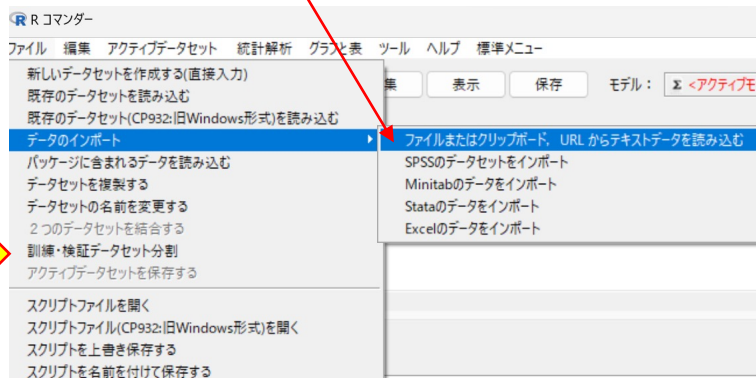 R コマンダー
ファイル 編集 アクティブデータセット 統計解析 グラフと表 ツール ヘルプ 標準メニュー
新しいデータセットを作成する(直接入力)
既存のデータセットを読み込む
既存のデータセット(CP932:旧Windows形式)を読み込む
データのインポート
パッケージに含まれるデータを読み込む
データセットを複製する
データセットの名前を変更する
2つのデータセットを結合する
訓練・検証データセット分割
アクティブデータセットを保存する
スクリプトファイルを開く
スクリプトファイル(CP932:旧Windows形式)を開く
スクリプトを上書き保存する
スクリプトを名前を付けて保存する
集 表示 保存 モデル: Σ <アクティブモ
ファイルまたはクリップボード, URL からテキストデータを読み込む
SPSSのデータセットをインポート
Minitabのデータをインポート
Stataのデータをインポート
Excelのデータをインポート